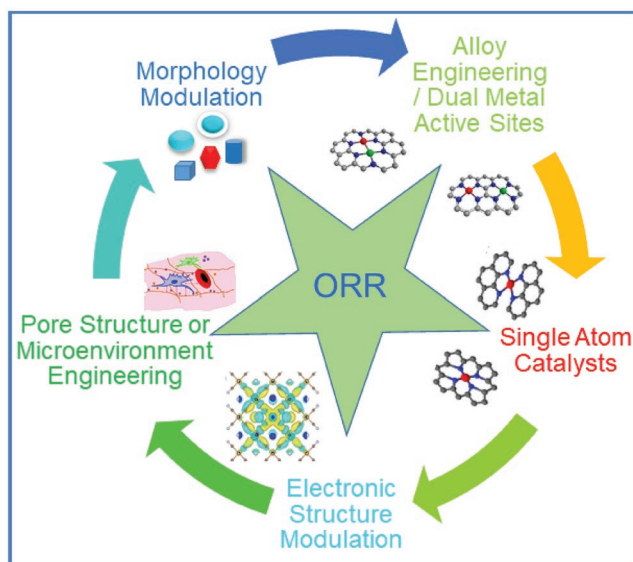 Morphology
Modulation
Alloy
Engineering
/ Dual Metal
Active Sites
ORR
Single Atom
Catalysts
Pore Structure or
Microenvironment
Engineering
Electronic
Structure
Modulation